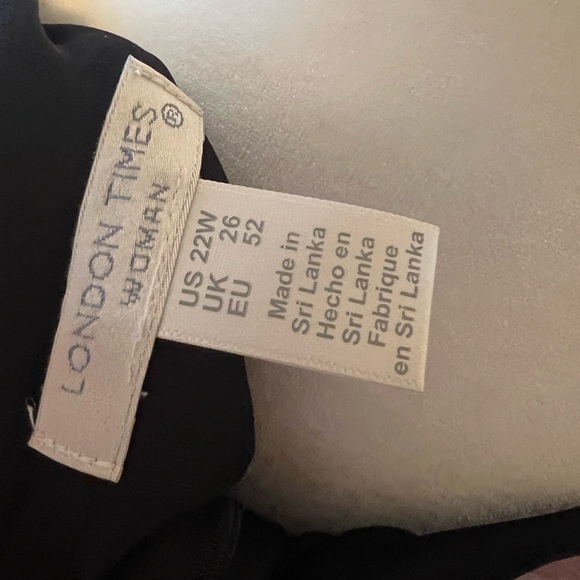 LONDON TIMES®
WOMAN
US 22W
UK 26
EU 52
Made in
Sri Lanka
Hecho en
Sri Lanka
Fabrique
en Sri Lanka